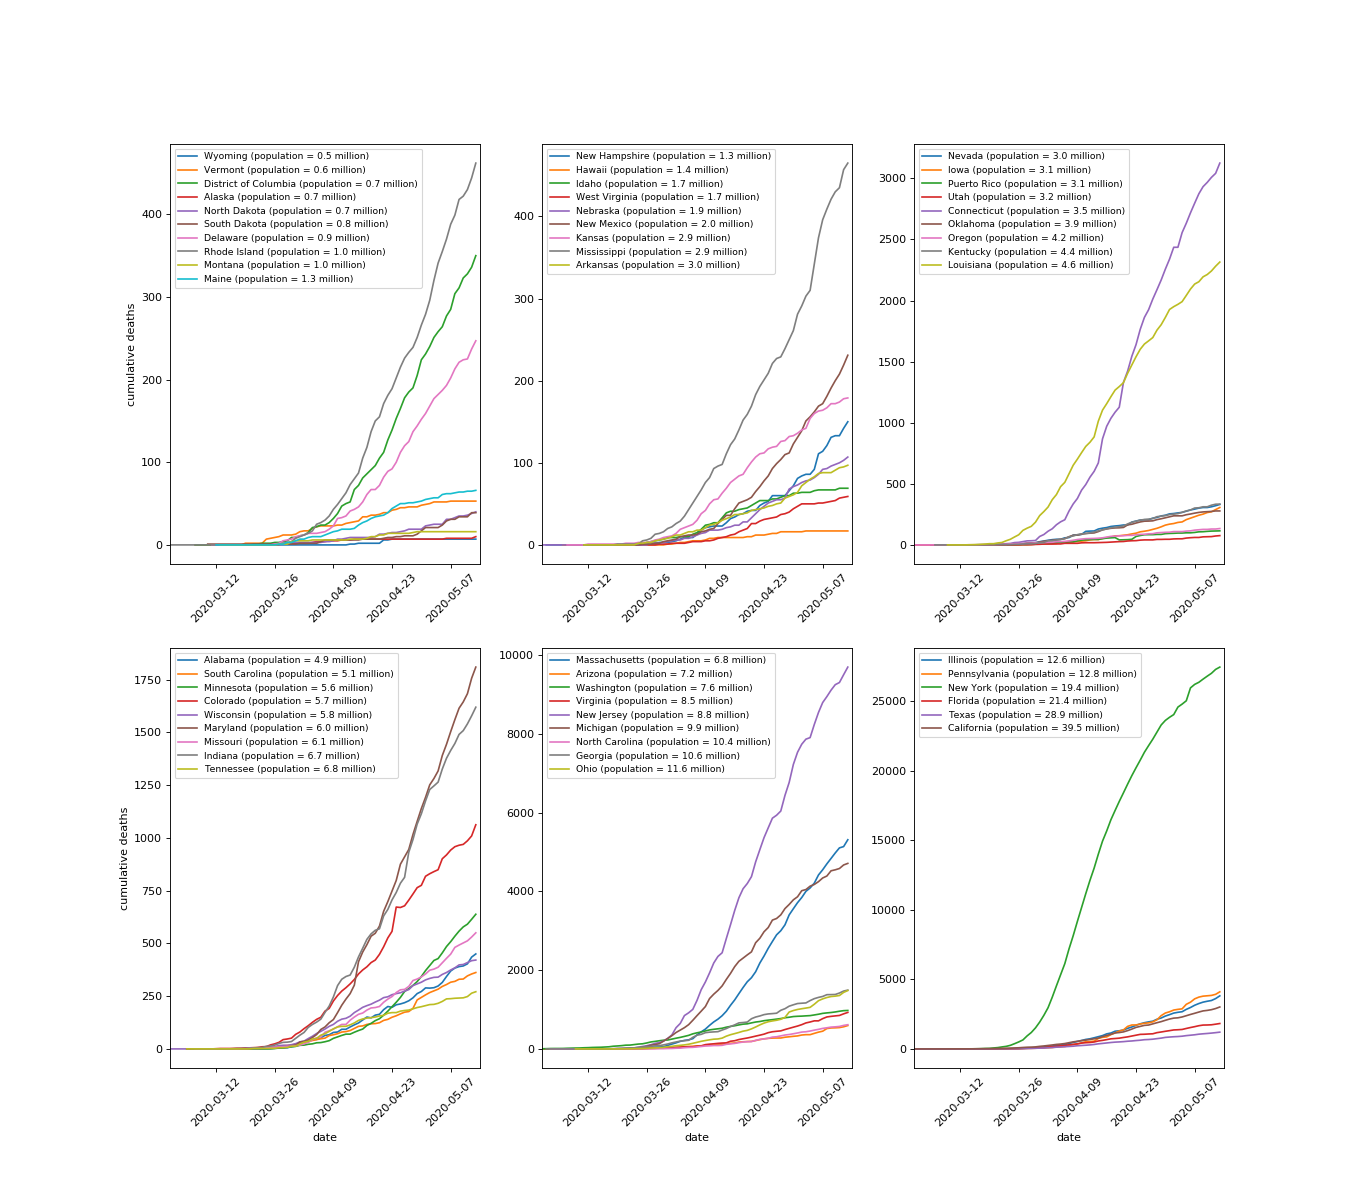 cumulative deaths
400
300
200
100
0
Wyoming (population = 0.5 million)
Vermont (population = 0.6 million)
District of Columbia (population = 0.7 million)
Alaska (population = 0.7 million)
North Dakota (population = 0.7 million)
South Dakota (population = 0.8 million)
Delaware (population = 0.9 million)
Rhode Island (population = 1.0 million)
Montana (population = 1.0 million)
Maine (population = 1.3 million)
2020-03-12
2020-03-26
2020-04-09
2020-04-23
2020-05-07
400
300
200
100
0
New Hampshire (population = 1.3 million)
Hawaii (population = 1.4 million)
Idaho (population = 1.7 million)
West Virginia (population = 1.7 million)
Nebraska (population = 1.9 million)
New Mexico (population = 2.0 million)
Kansas (population = 2.9 million)
Mississippi (population = 2.9 million)
Arkansas (population = 3.0 million)
2020-03-12
2020-03-26
2020-04-09
2020-04-23
2020-05-07
3000
2500
2000
1500
1000
500
0
Nevada (population = 3.0 million)
Iowa (population = 3.1 million)
Puerto Rico (population = 3.1 million)
Utah (population = 3.2 million)
Connecticut (population = 3.5 million)
Oklahoma (population = 3.9 million)
Oregon (population = 4.2 million)
Kentucky (population = 4.4 million)
Louisiana (population = 4.6 million)
2020-03-12
2020-03-26
2020-04-09
2020-04-23
2020-05-07
cumulative deaths
1750
1500
1250
1000
750
500
250
0
Alabama (population = 4.9 million)
South Carolina (population = 5.1 million)
Minnesota (population = 5.6 million)
Colorado (population = 5.7 million)
Wisconsin (population = 5.8 million)
Maryland (population = 6.0 million)
Missouri (population = 6.1 million)
Indiana (population = 6.7 million)
Tennessee (population = 6.8 million)
2020-03-12
2020-03-26
2020-04-09
2020-04-23
2020-05-07
date
10000
8000
6000
4000
2000
0
Massachusetts (population = 6.8 million)
Arizona (population = 7.2 million)
Washington (population = 7.6 million)
Virginia (population = 8.5 million)
New Jersey (population = 8.8 million)
Michigan (population = 9.9 million)
North Carolina (population = 10.4 million)
Georgia (population = 10.6 million)
Ohio (population = 11.6 million)
2020-03-12
2020-03-26
2020-04-09
2020-04-23
2020-05-07
date
25000
20000
15000
10000
5000
0
Illinois (population = 12.6 million)
Pennsylvania (population = 12.8 million)
New York (population = 19.4 million)
Florida (population = 21.4 million)
Texas (population = 28.9 million)
California (population = 39.5 million)
2020-03-12
2020-03-26
2020-04-09
2020-04-23
2020-05-07
date